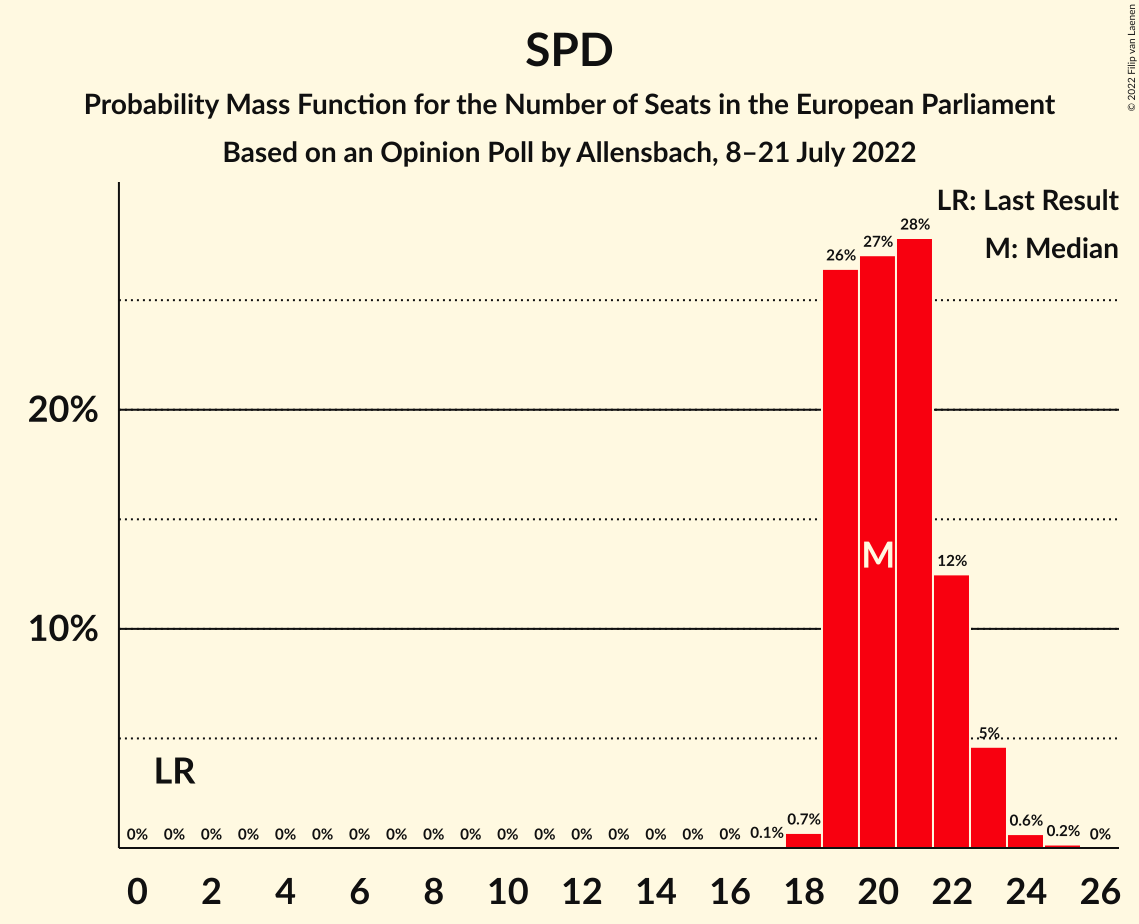 SPD
Probability Mass Function for the Number of Seats in the European Parliament
Based on an Opinion Poll by Allensbach, 8–21 July 2022
© 2022 Filip van Laenen
LR: Last Result
M: Median
20%
10%
26%
27%
28%
12%
5%
M
LR
0% 0% 0% 0% 0% 0% 0% 0% 0% 0% 0% 0% 0% 0% 0% 0% 0% 0.1% 0.7% 0.6% 0.2% 0%
0 2 4 6 8 10 12 14 16 18 20 22 24 26